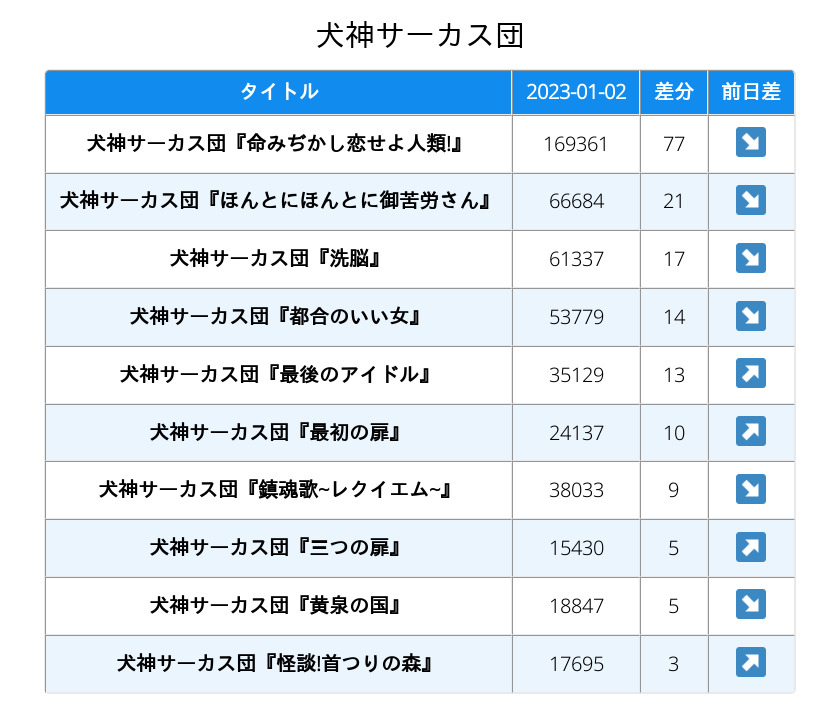 犬神サーカス団
タイトル 2023-01-02 差分 前日差
犬神サーカス団『命みぢかし恋せよ人類!』 169361 77 ↘
犬神サーカス団『ほんとにほんとに御苦労さん』 66684 21 ↘
犬神サーカス団『洗脳』 61337 17 ↘
犬神サーカス団『都合のいい女』 53779 14 ↘
犬神サーカス団『最後のアイドル』 35129 13 ↗
犬神サーカス団『最初の扉』 24137 10 ↗
犬神サーカス団『鎮魂歌~レクイエム~』 38033 9 ↘
犬神サーカス団『三つの扉』 15430 5 ↗
犬神サーカス団『黄泉の国』 18847 5 ↘
犬神サーカス団『怪談!首つりの森』 17695 3 ↗